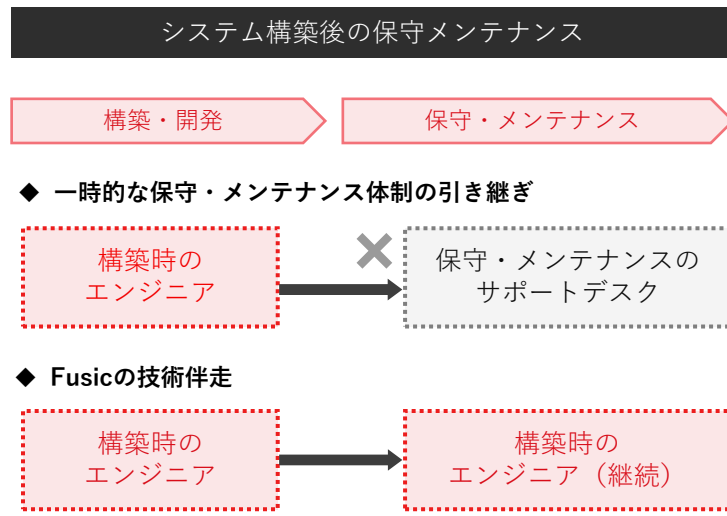 システム構築後の保守メンテナンス
構築・開発
保守・メンテナンス
◆ 一時的な保守・メンテナンス体制の引き継ぎ
構築時の
エンジニア
保守・メンテナンスの
サポートデスク
◆ Fusicの技術伴走
構築時の
エンジニア
構築時の
エンジニア（継続）